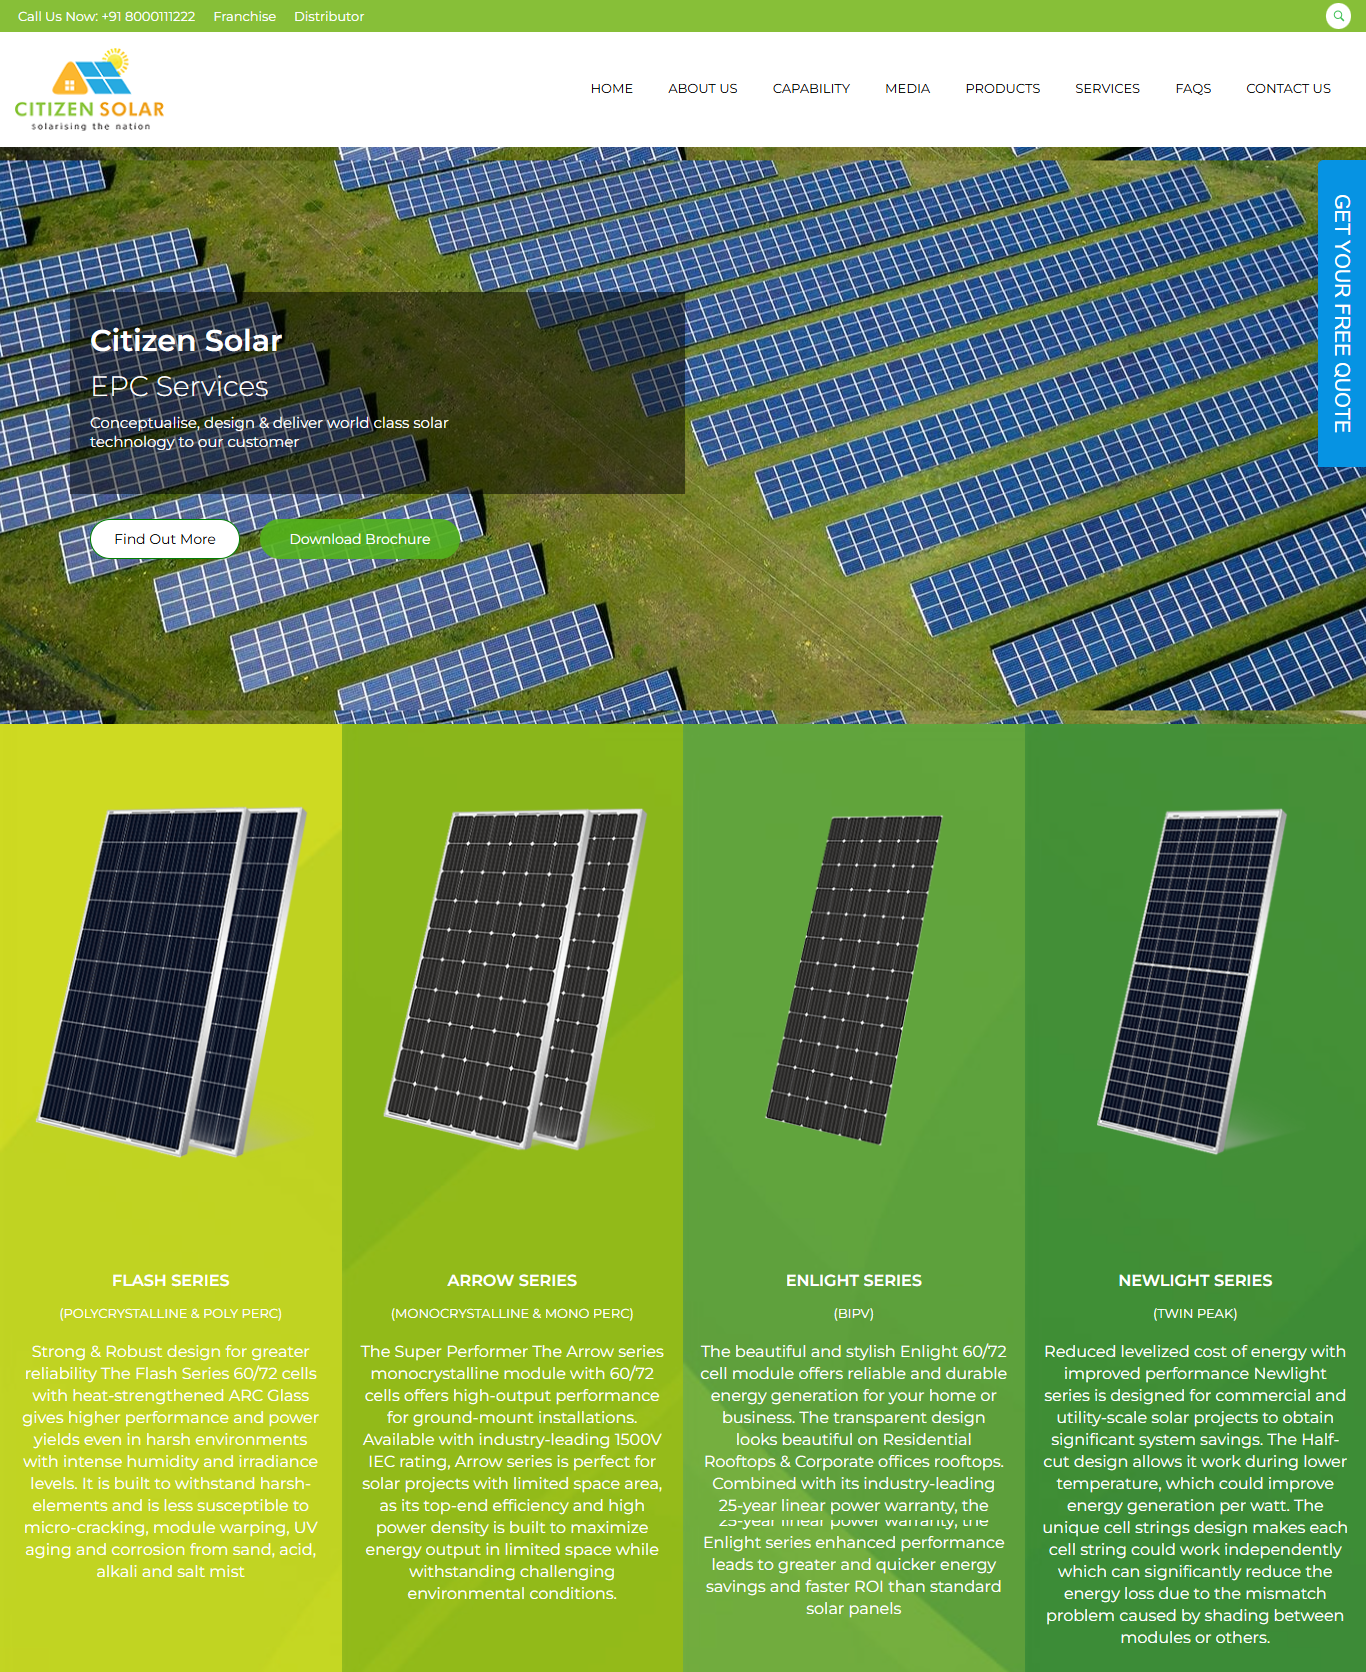 Call Us Now: +91 8000111222 Franchise Distributor
CITIZEN SOLAR
solarising the nation
HOME ABOUT US CAPABILITY MEDIA PRODUCTS SERVICES FAQS CONTACT US
GET YOUR FREE QUOTE
Citizen Solar
EPC Services
Conceptualise, design & deliver world class solar
technology to our customer
Find Out More Download Brochure
FLASH SERIES
(POLYCRYSTALLINE & POLY PERC)
Strong & Robust design for greater
reliability The Flash Series 60/72 cells
with heat-strengthened ARC Glass
gives higher performance and power
yields even in harsh environments
with intense humidity and irradiance
levels. It is built to withstand harsh-
elements and is less susceptible to
micro-cracking, module warping, UV
aging and corrosion from sand, acid,
alkali and salt mist
ARROW SERIES
(MONOCRYSTALLINE & MONO PERC)
The Super Performer The Arrow series
monocrystalline module with 60/72
cells offers high-output performance
for ground-mount installations.
Available with industry-leading 1500V
IEC rating, Arrow series is perfect for
solar projects with limited space area,
as its top-end efficiency and high
power density is built to maximize
energy output in limited space while
withstanding challenging
environmental conditions.
ENLIGHT SERIES
(BIPV)
The beautiful and stylish Enlight 60/72
cell module offers reliable and durable
energy generation for your home or
business. The transparent design
looks beautiful on Residential
Rooftops & Corporate offices rooftops.
Combined with its industry-leading
25-year linear power warranty, the
25-year linear power warranty, the
Enlight series enhanced performance
leads to greater and quicker energy
savings and faster ROI than standard
solar panels
NEWLIGHT SERIES
(TWIN PEAK)
Reduced levelized cost of energy with
improved performance Newlight
series is designed for commercial and
utility-scale solar projects to obtain
significant system savings. The Half-
cut design allows it work during lower
temperature, which could improve
energy generation per watt. The
unique cell strings design makes each
cell string could work independently
which can significantly reduce the
energy loss due to the mismatch
problem caused by shading between
modules or others.